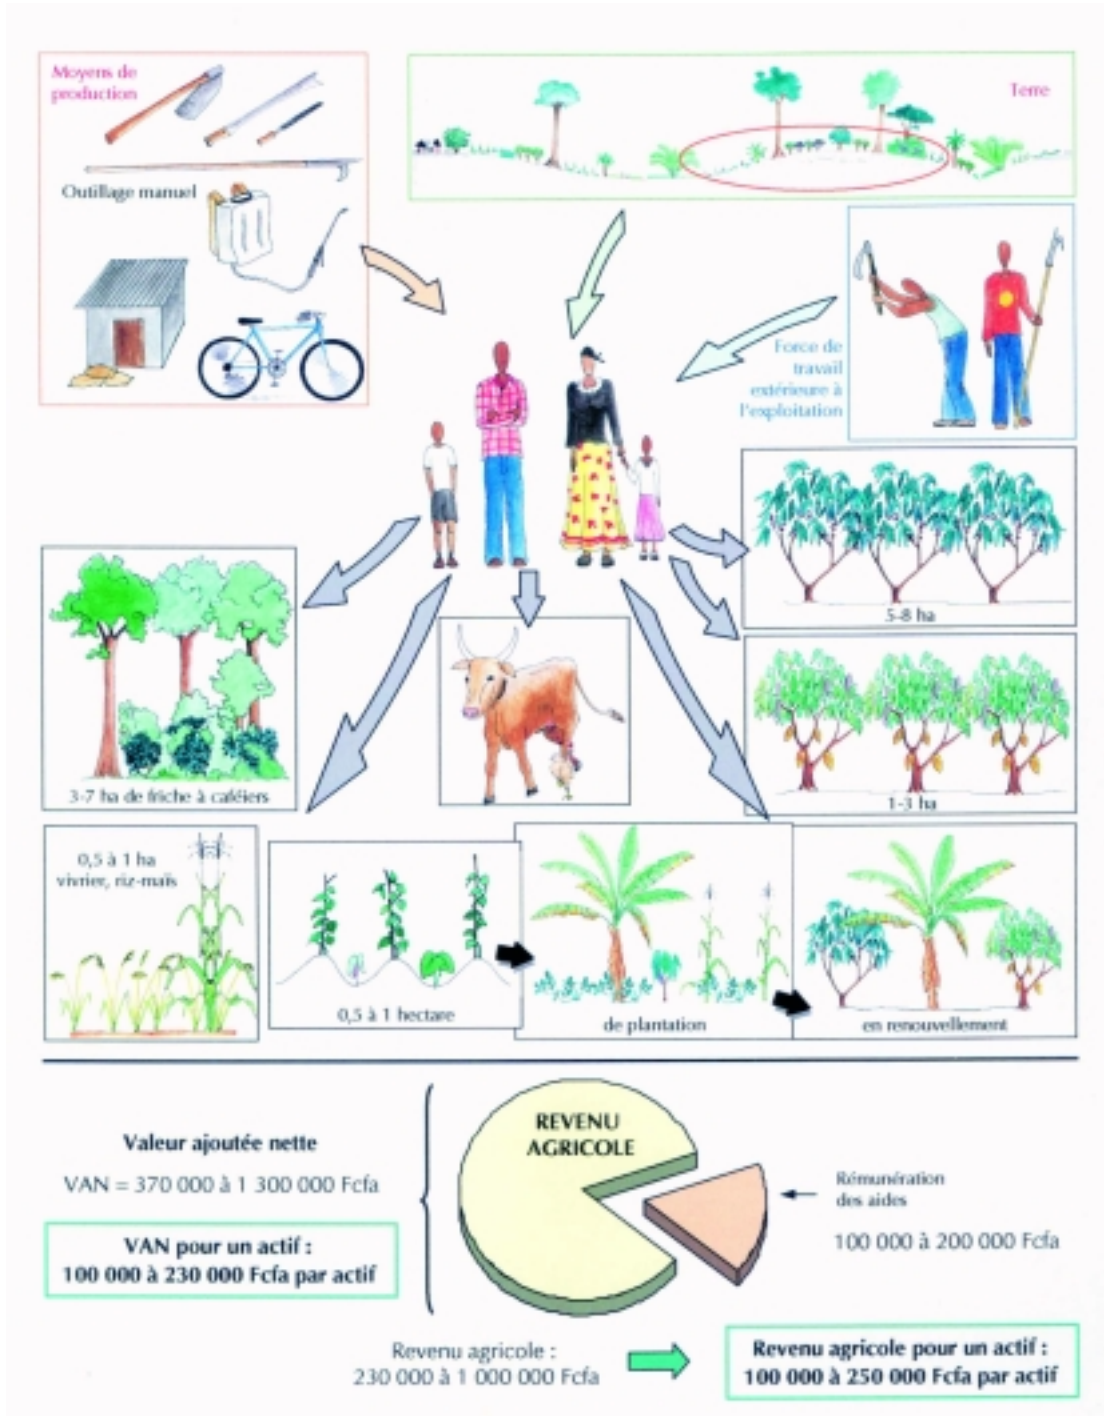 Moyens de
production
Outillage manuel
Terre
Force de
travail
extérieure à
l'exploitation
5-8 ha
3-7 ha de friche à caféiers
1-3 ha
0,5 à 1 ha
vivrier, riz-maïs
0,5 à 1 hectare
de plantation
en renouvellement
Valeur ajoutée nette
VAN = 370 000 à 1 300 000 Fcfa
VAN pour un actif :
100 000 à 230 000 Fcfa par actif
REVENU
AGRICOLE
Rémunération
des aides
100 000 à 200 000 Fcfa
Revenu agricole :
230 000 à 1 000 000 Fcfa
Revenu agricole pour un actif :
100 000 à 250 000 Fcfa par actif